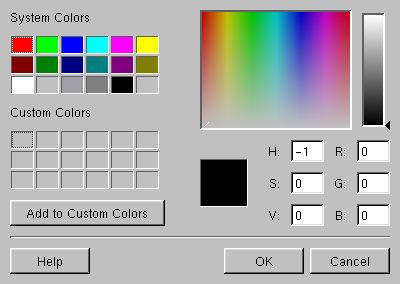 System Colors
Custom Colors
H: -1 R: 0
S: 0 G: 0
V: 0 B: 0
Add to Custom Colors
Help OK Cancel